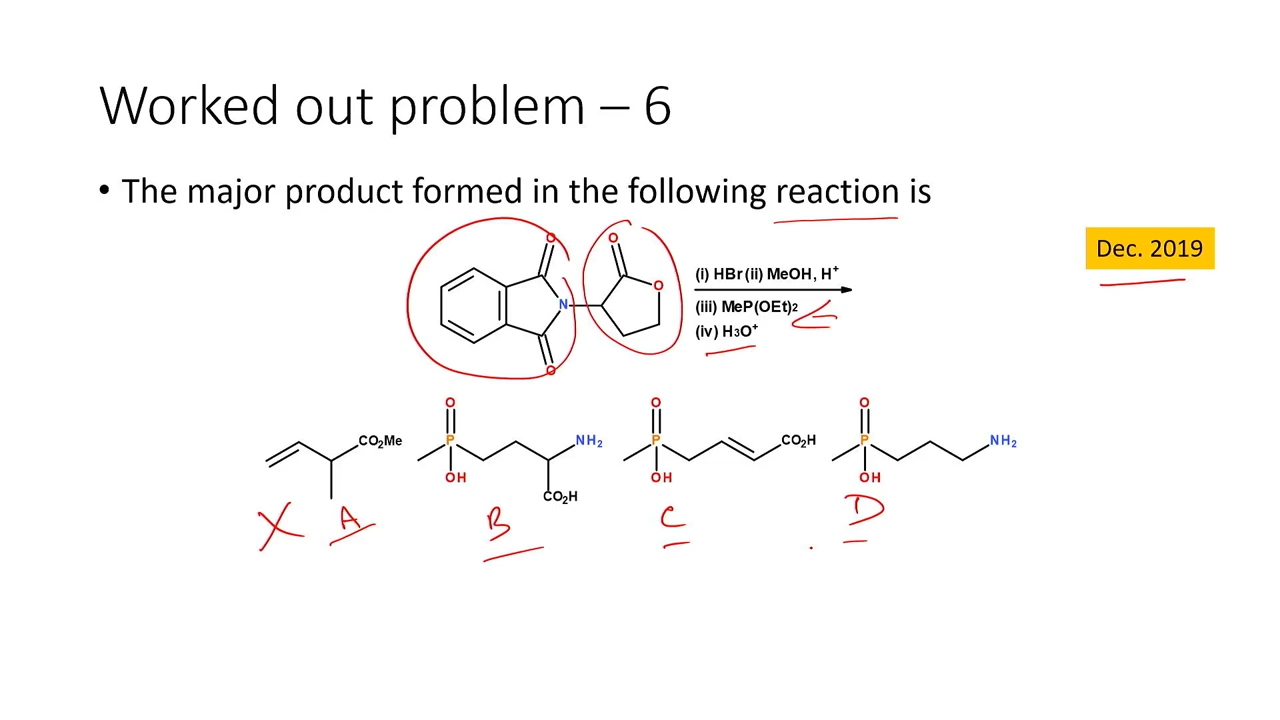 Worked out problem – 6
• The major product formed in the following reaction is
Dec. 2019
O O
N O
O
(i) HBr (ii) MeOH, H+
(iii) MeP(OEt)2
(iv) H3O+
O O O
CO2Me P NH2 P CO2H P NH2
OH CO2H OH OH
X A B C D